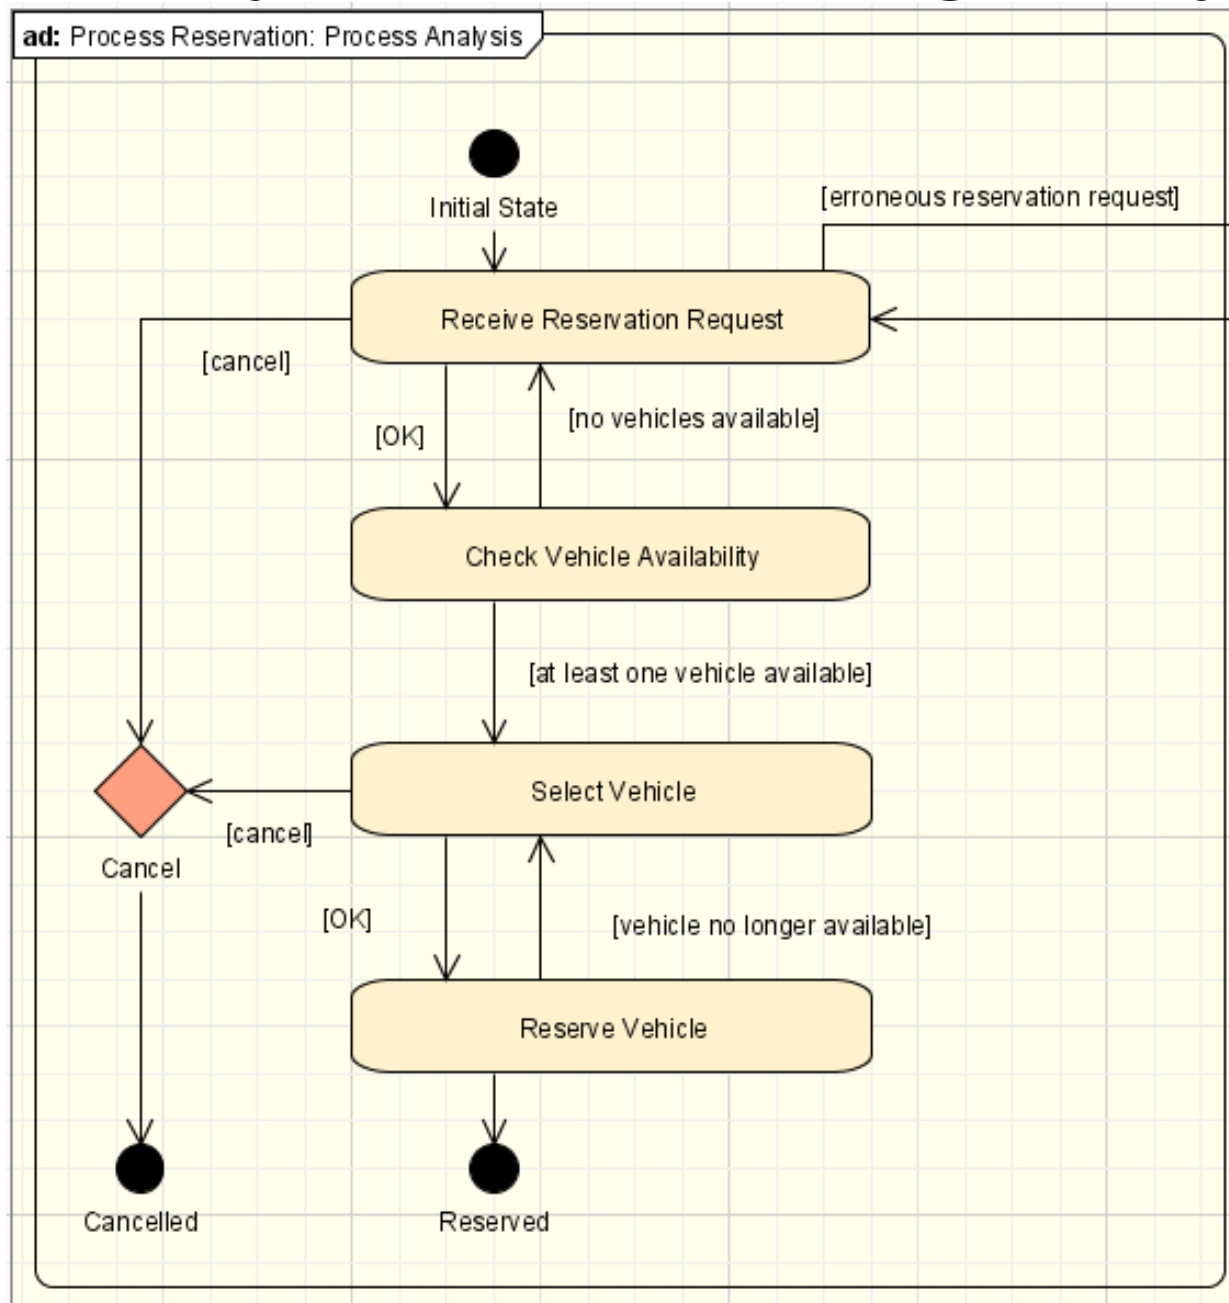 ad: Process Reservation: Process Analysis
Initial State
[erroneous reservation request]
Receive Reservation Request
[cancel]
[no vehicles available]
[OK]
Check Vehicle Availability
[at least one vehicle available]
Select Vehicle
[cancel]
Cancel
[OK]
[vehicle no longer available]
Reserve Vehicle
Cancelled
Reserved